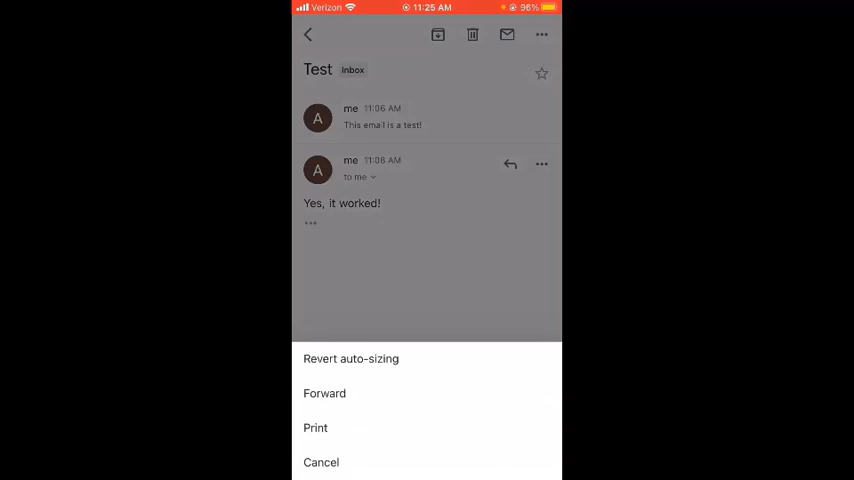 Verizon 11:25 AM 96%
Test Inbox
A me 11:06 AM
This email is a test!
A me 11:08 AM
to me
Yes, it worked!
Revert auto-sizing
Forward
Print
Cancel